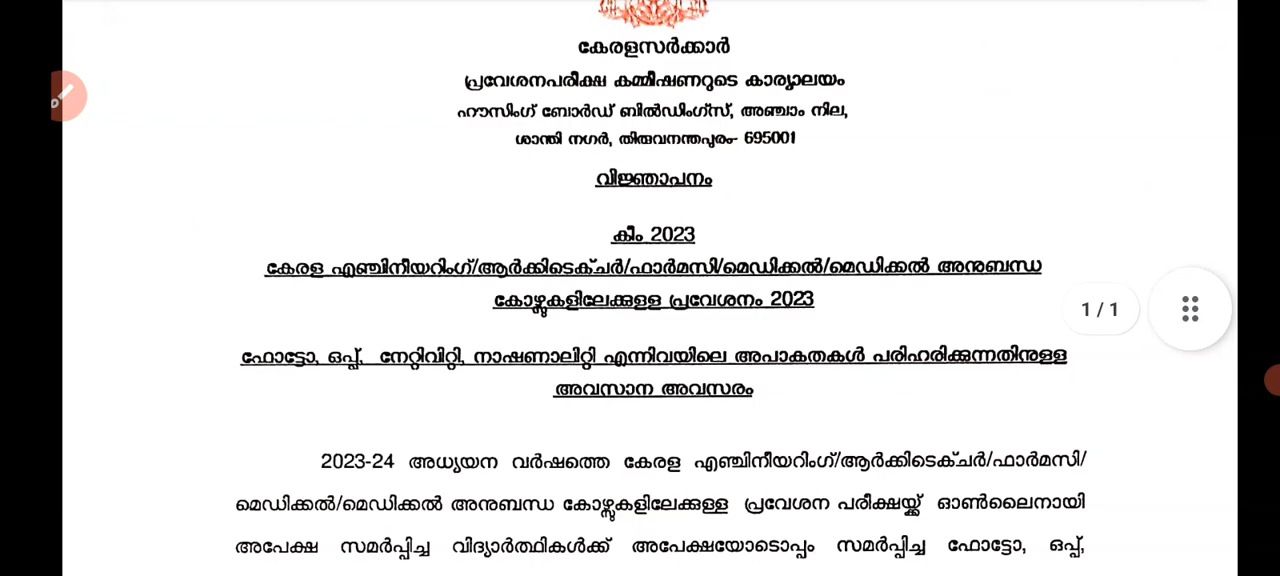 കേരളസർക്കാർ
പ്രവേശനപരീക്ഷ കമ്മീഷണറുടെ കാര്യാലയം
ഹൗസിംഗ് ബോർഡ് ബിൽഡിംഗ്സ്, അഞ്ചാം നില,
ശാന്തി നഗർ, തിരുവനന്തപുരം- 695001
വിജ്ഞാപനം
കീം 2023
കേരള എഞ്ചിനീയറിംഗ്/ആർക്കിടെക്ചർ/ഫാർമസി/മെഡിക്കൽ/മെഡിക്കൽ അനുബന്ധ
കോഴ്സുകളിലേക്കുള്ള പ്രവേശനം 2023
1 / 1
ഫോട്ടോ, ഒപ്പ്, നേറ്റിവിറ്റി, നാഷണാലിറ്റി എന്നിവയിലെ അപാകതകൾ പരിഹരിക്കുന്നതിനുളള
അവസാന അവസരം
2023-24 അധ്യയന വർഷത്തെ കേരള എഞ്ചിനീയറിംഗ്/ആർക്കിടെക്ചർ/ഫാർമസി/
മെഡിക്കൽ/മെഡിക്കൽ അനുബന്ധ കോഴ്സുകളിലേക്കുള്ള പ്രവേശന പരീക്ഷയ്ക്ക് ഓൺലൈനായി
അപേക്ഷ സമർപ്പിച്ച വിദ്യാർത്ഥികൾക്ക് അപേക്ഷയോടൊപ്പം സമർപ്പിച്ച ഫോട്ടോ, ഒപ്പ്,